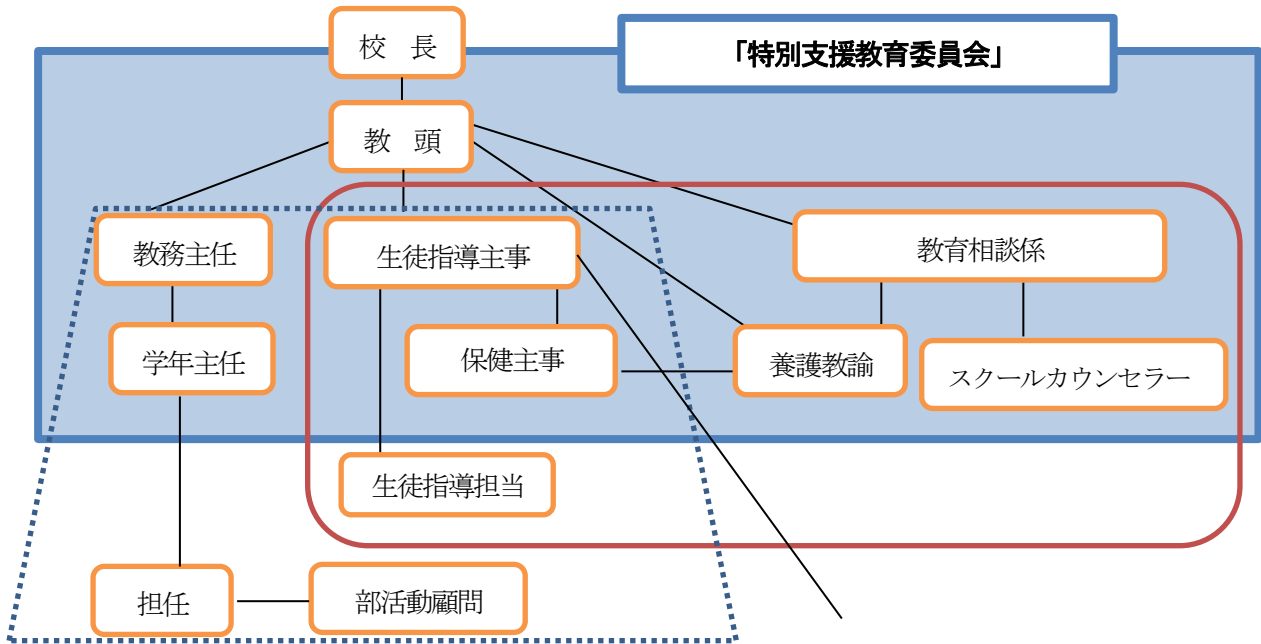 校　長
「特別支援教育委員会」
教　頭
教務主任
生徒指導主事
教育相談係
学年主任
保健主事
養護教諭
スクールカウンセラー
生徒指導担当
担任
部活動顧問